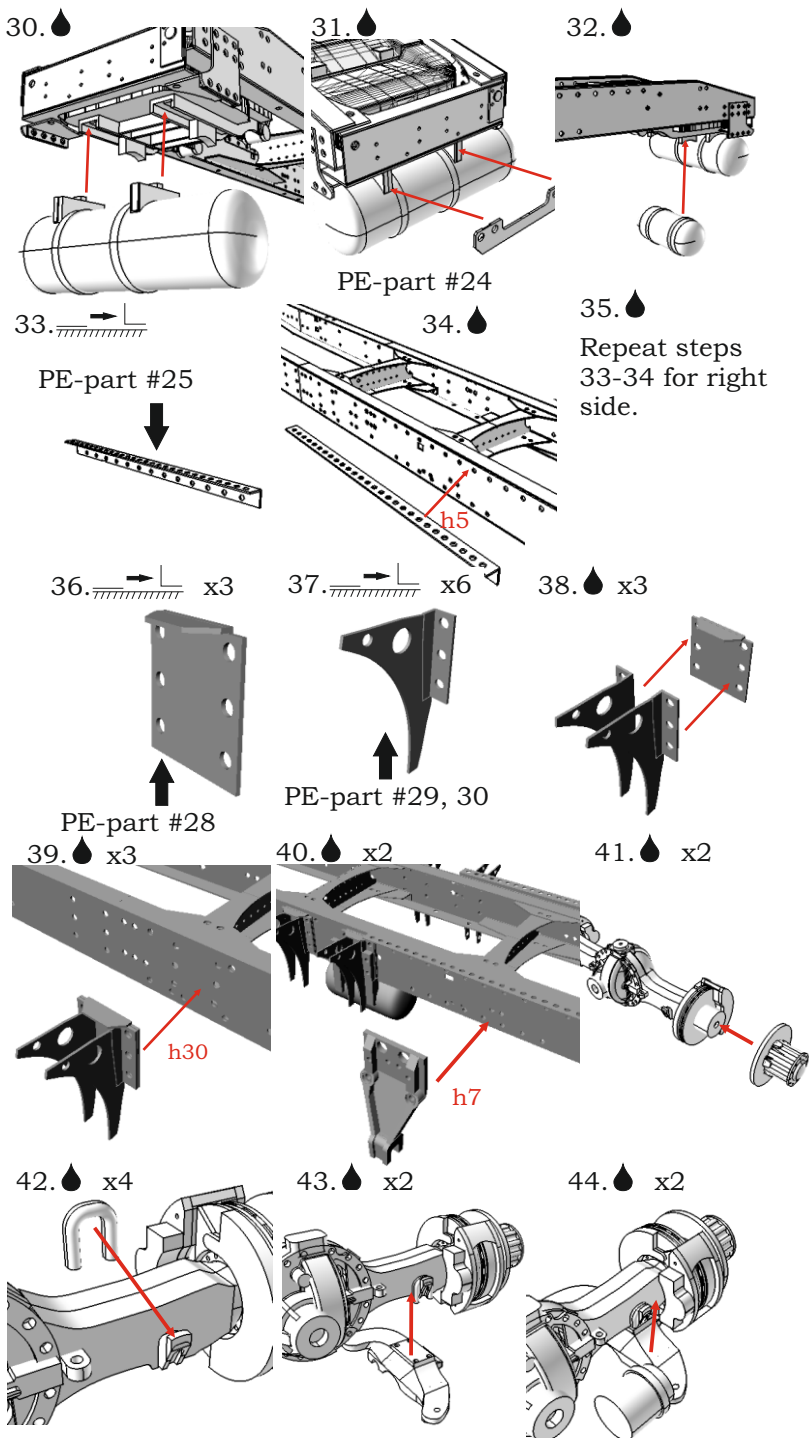 30.
31.
32.
PE-part #24
33.
34.
35.
PE-part #25
Repeat steps
33-34 for right
side.
h5
36. x3
37. x6
38. x3
PE-part #28
PE-part #29, 30
39. x3
40. x2
41. x2
h30
h7
42. x4
43. x2
44. x2